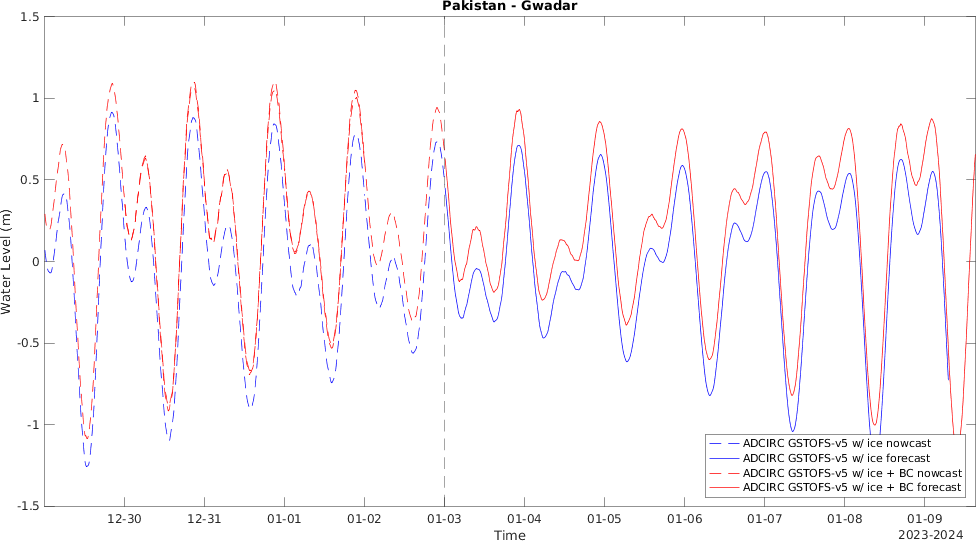 Pakistan - Gwadar
1.5
1
0.5
0
-0.5
-1
-1.5
Water Level (m)
12-30 12-31 01-01 01-02 01-03 01-04 01-05 01-06 01-07 01-08 01-09
Time
2023-2024
ADCIRC GSTOFS-v5 w/ ice nowcast
ADCIRC GSTOFS-v5 w/ ice forecast
ADCIRC GSTOFS-v5 w/ ice + BC nowcast
ADCIRC GSTOFS-v5 w/ ice + BC forecast